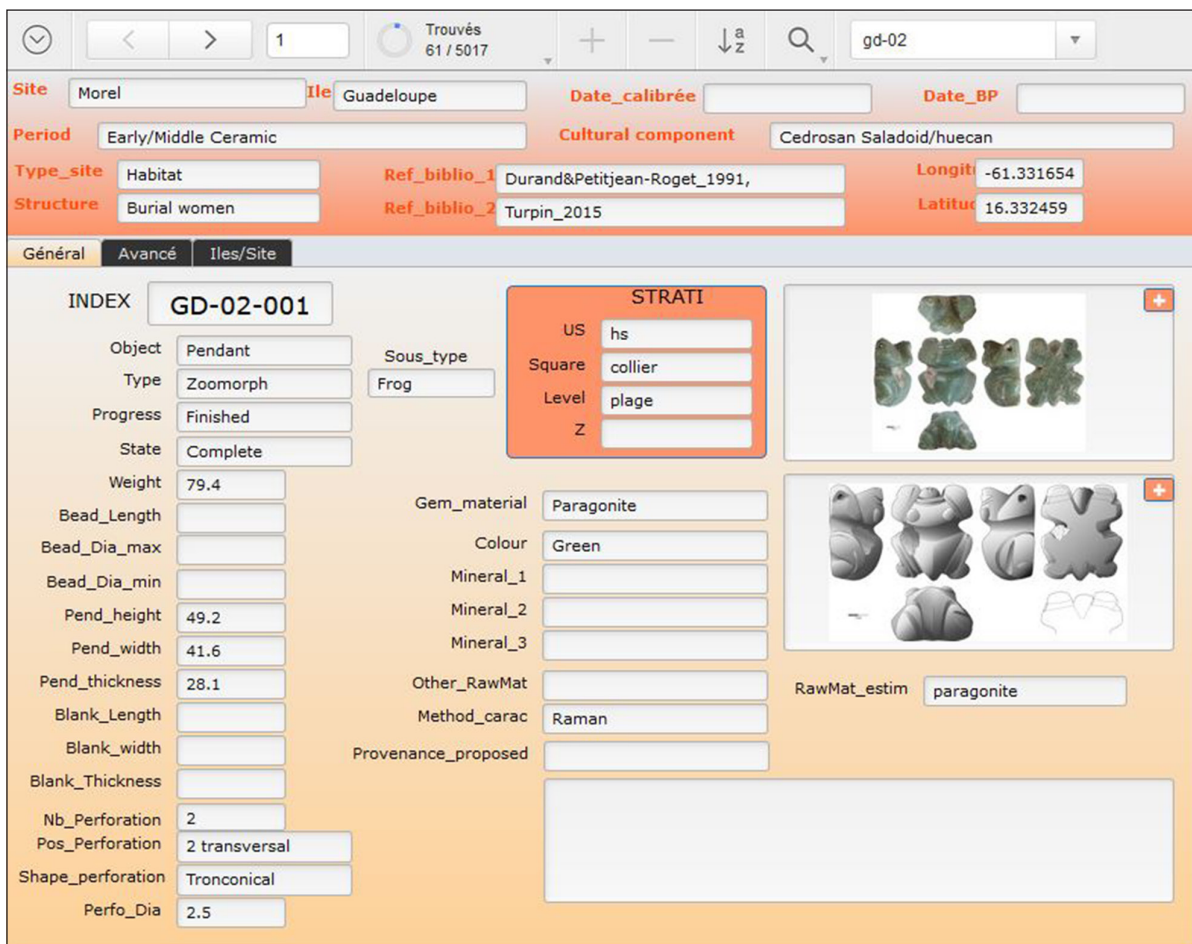 1 Trouvés gd-02
61 / 5017
Site Morel Ile Guadeloupe Date_calibrée Date_BP
Period Early/Middle Ceramic Cultural component Cedrosan Saladoid/huecan
Type_site Habitat Ref_biblio_1 Durand&Petitjean-Roget_1991, Longit -61.331654
Structure Burial women Ref_biblio_2 Turpin_2015 Latituc 16.332459
Général Avancé Iles/Site
INDEX GD-02-001
Object Pendant
Type Zoomorph
Progress Finished
State Complete
Weight 79.4
Bead_Length
Bead_Dia_max
Bead_Dia_min
Pend_height 49.2
Pend_width 41.6
Pend_thickness 28.1
Blank_Length
Blank_width
Blank_Thickness
Nb_Perforation 2
Pos_Perforation 2 transversal
Shape_perforation Tronconical
Perfo_Dia 2.5
Sous_type
Frog
STRATI
US hs
Square collier
Level plage
Z
Gem_material Paragonite
Colour Green
Mineral_1
Mineral_2
Mineral_3
Other_RawMat
Method_carac Raman
Provenance_proposed
RawMat_estim paragonite